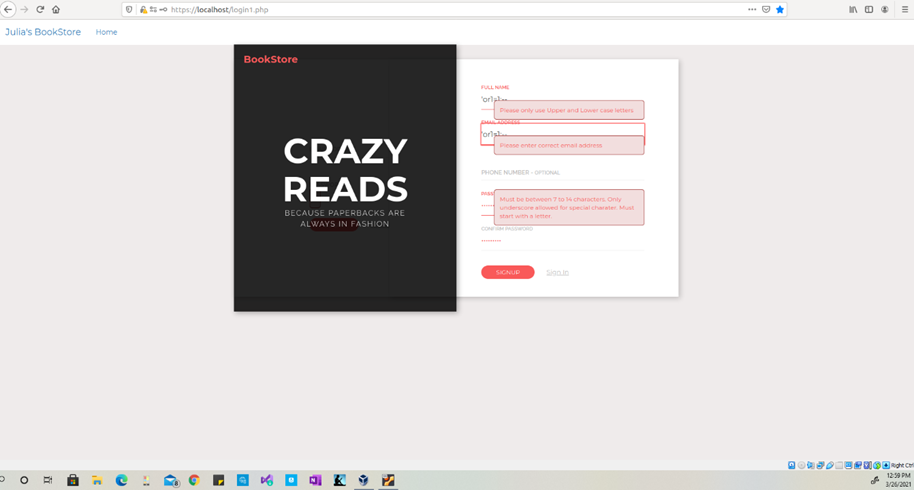 https://localhost/login1.php
Julia's BookStore
Home
BookStore
CRAZY
READS
BECAUSE PAPERBACKS ARE
ALWAYS IN FASHION
FULL NAME
'or1=1--
Please only use Upper and Lower case letters.
EMAIL ADDRESS
'or1=1--
Please enter correct email address
PHONE NUMBER - OPTIONAL
Must be between 7 to 14 characters. Only
underscore allowed for special charater. Must
start with a letter.
CONFIRM PASSWORD
SIGNUP
Sign In
Right Ctrl
12:59 PM
3/26/2021